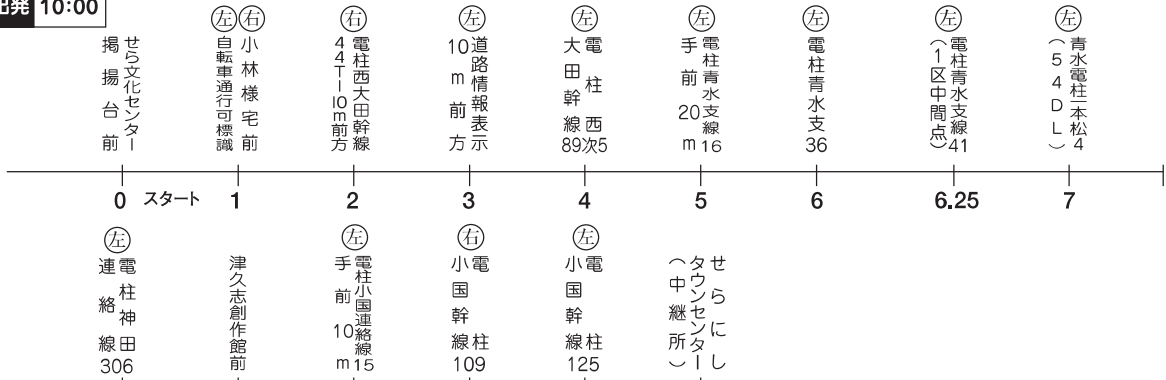 出発 10:00
せら文化センター
掲揚台前
左右
小林様宅前
自転車通行可標識
右
電柱西大田幹線
44T-10m前方
左
道路情報表示
10m前方
左
電柱西次5
大田幹線89
左
電柱青水支線16
手前20m
左
電柱青水支36
左
電柱青水支線41
(1区中間点)
左
青水電柱一本松4
(54DL)
0 スタート 1 2 3 4 5 6 6.25 7
左
電柱神田
連絡線306
津久志創作館前
左
電柱小国連絡線15
手前10m
右
電柱
小国幹線109
左
電柱
小国幹線125
せらにし
タウンセンター
(中継所)